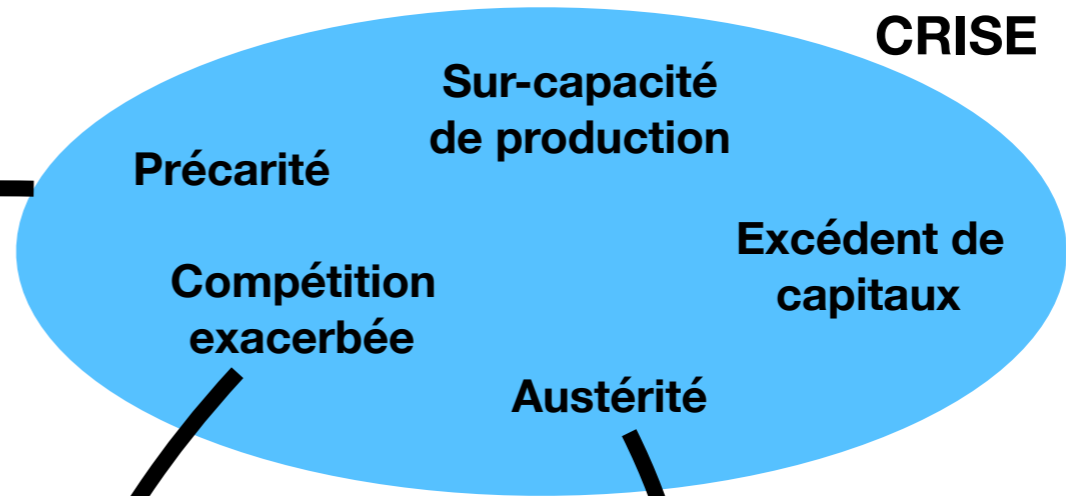 CRISE
Sur-capacité
de production
Précarité
Excédent de
capitaux
Compétition
exacerbée
Austérité